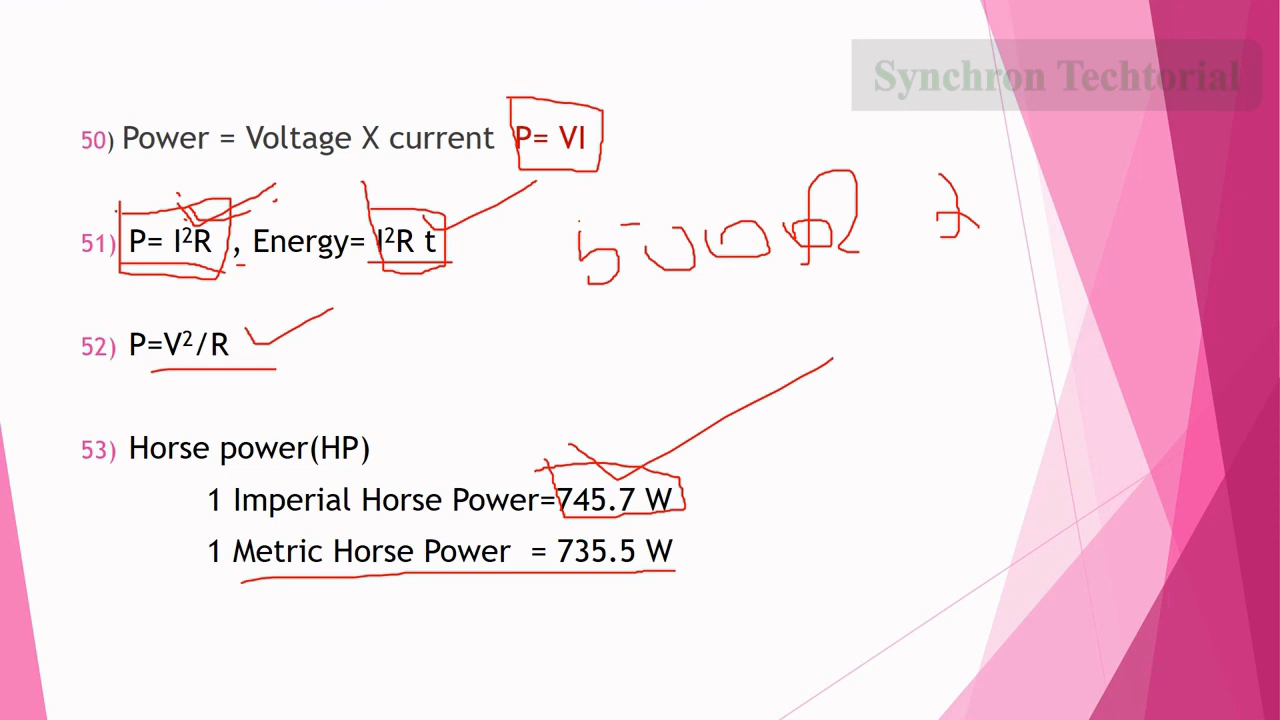 Synchron Techtorial
50) Power = Voltage X current P= VI
51) P= I²R , Energy= I²R t
52) P=V²/R
53) Horse power(HP)
1 Imperial Horse Power=745.7 W
1 Metric Horse Power = 735.5 W